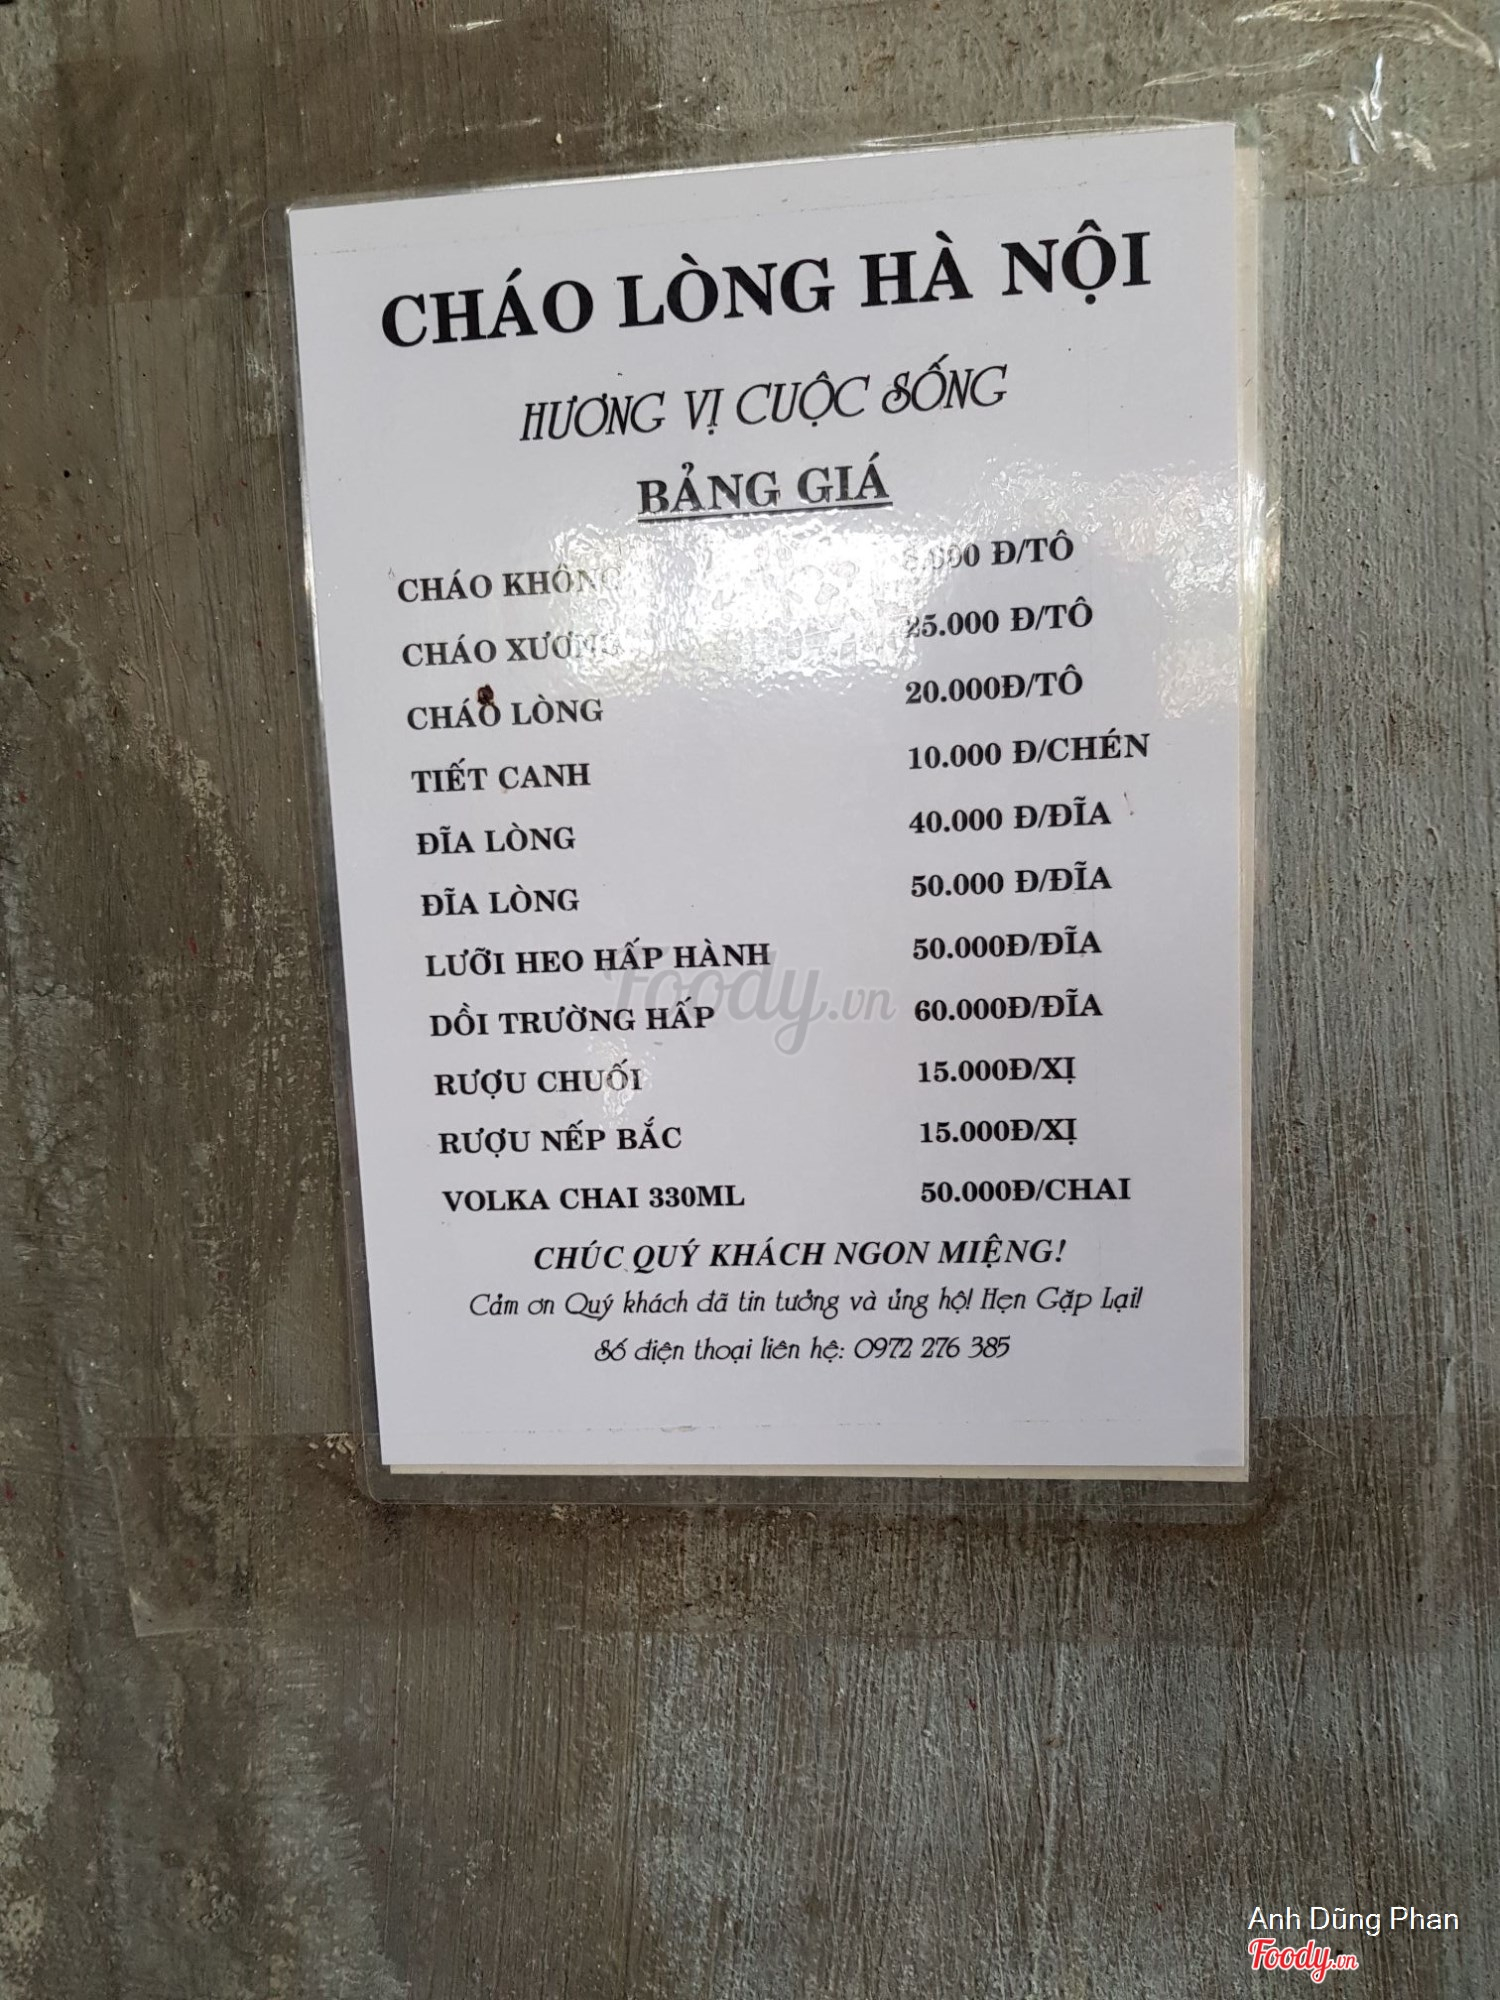 CHÁO LÒNG HÀ NỘI
HƯƠNG VỊ CUỘC SỐNG
BẢNG GIÁ
CHÁO KHÔNG Đ/TÔ
CHÁO XƯƠNG 25.000 Đ/TÔ
CHÁO LÒNG 20.000Đ/TÔ
TIẾT CANH 10.000 Đ/CHÉN
ĐĨA LÒNG 40.000 Đ/ĐĨA
ĐĨA LÒNG 50.000 Đ/ĐĨA
LƯỠI HEO HẤP HÀNH 50.000Đ/ĐĨA
DỒI TRƯỜNG HẤP 60.000Đ/ĐĨA
RƯỢU CHUỐI 15.000Đ/XỊ
RƯỢU NẾP BẮC 15.000Đ/XỊ
VOLKA CHAI 330ML 50.000Đ/CHAI
CHÚC QUÝ KHÁCH NGON MIỆNG!
Cảm ơn Quý khách đã tin tưởng và ủng hộ! Hẹn Gặp Lại!
Số điện thoại liên hệ: 0972 276 385
Foody.vn
Anh Dũng Phan
Foody.vn